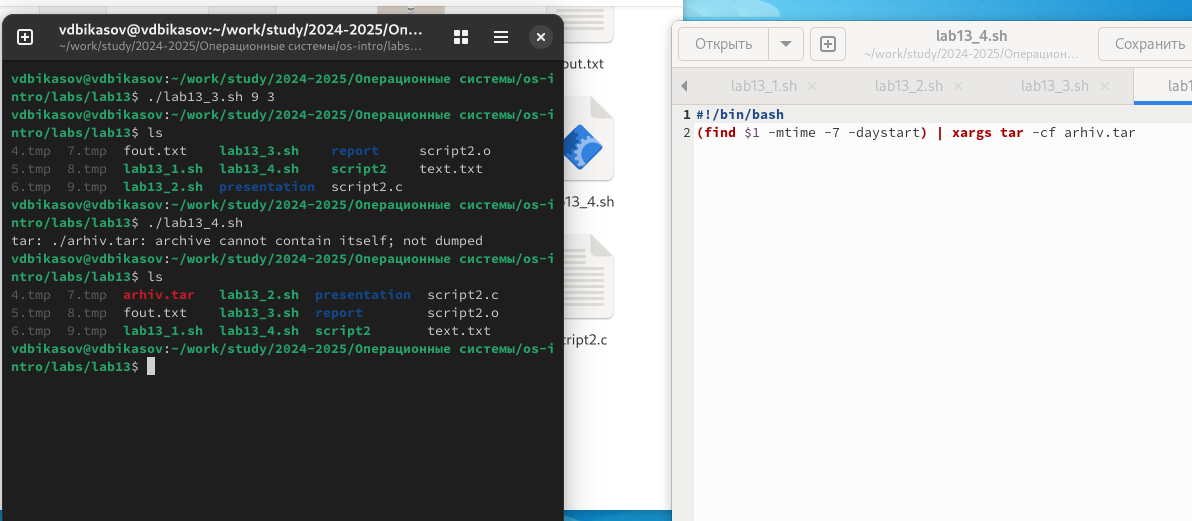 vdbikasov@vdbikasov:~/work/study/2024-2025/Оп...
~/work/study/2024-2025/Операционные системы/os-intro/labs...
vdbikasov@vdbikasov:~/work/study/2024-2025/Операционные системы/os-i
ntro/labs/lab13$ ./lab13_3.sh 9 3
vdbikasov@vdbikasov:~/work/study/2024-2025/Операционные системы/os-i
ntro/labs/lab13$ ls
4.tmp 7.tmp fout.txt lab13_3.sh report script2.o
5.tmp 8.tmp lab13_1.sh lab13_4.sh script2 text.txt
6.tmp 9.tmp lab13_2.sh presentation script2.c
vdbikasov@vdbikasov:~/work/study/2024-2025/Операционные системы/os-i
ntro/labs/lab13$ ./lab13_4.sh
tar: ./arhiv.tar: archive cannot contain itself; not dumped
vdbikasov@vdbikasov:~/work/study/2024-2025/Операционные системы/os-i
ntro/labs/lab13$ ls
4.tmp 7.tmp arhiv.tar lab13_2.sh presentation script2.c
5.tmp 8.tmp fout.txt lab13_3.sh report script2.o
6.tmp 9.tmp lab13_1.sh lab13_4.sh script2 text.txt
vdbikasov@vdbikasov:~/work/study/2024-2025/Операционные системы/os-i
ntro/labs/lab13$
out.txt
13_4.sh
cript2.c
Открыть
lab13_4.sh
~/work/study/2024-2025/Операцион...
Сохранить
lab13_1.sh
lab13_2.sh
lab13_3.sh
lab1
1 #!/bin/bash
2 (find $1 -mtime -7 -daystart) | xargs tar -cf arhiv.tar